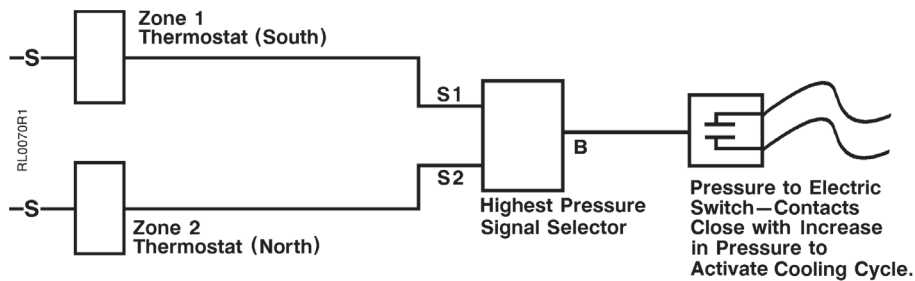 Zone 1
Thermostat (South)
S
S1
RL0070R1
B
S2
S
Zone 2
Thermostat (North)
Highest Pressure
Signal Selector
Pressure to Electric
Switch—Contacts
Close with Increase
in Pressure to
Activate Cooling Cycle.